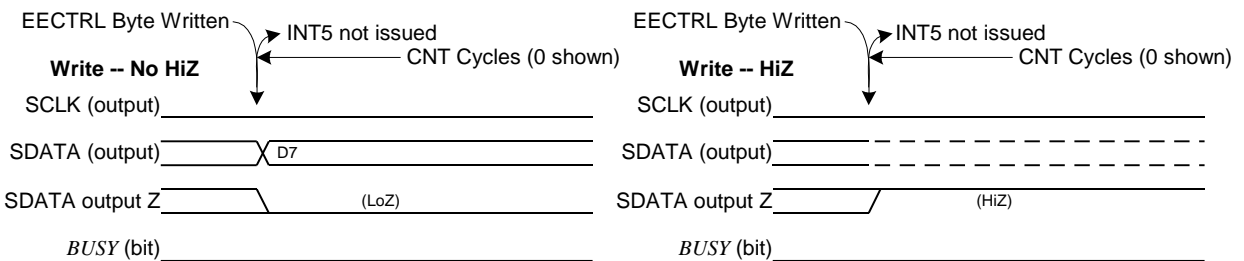 EECTRL Byte Written
INT5 not issued
CNT Cycles (0 shown)
Write -- No HiZ
SCLK (output)
SDATA (output)
D7
SDATA output Z
(LoZ)
BUSY (bit)
EECTRL Byte Written
INT5 not issued
CNT Cycles (0 shown)
Write -- HiZ
SCLK (output)
SDATA (output)
SDATA output Z
(HiZ)
BUSY (bit)